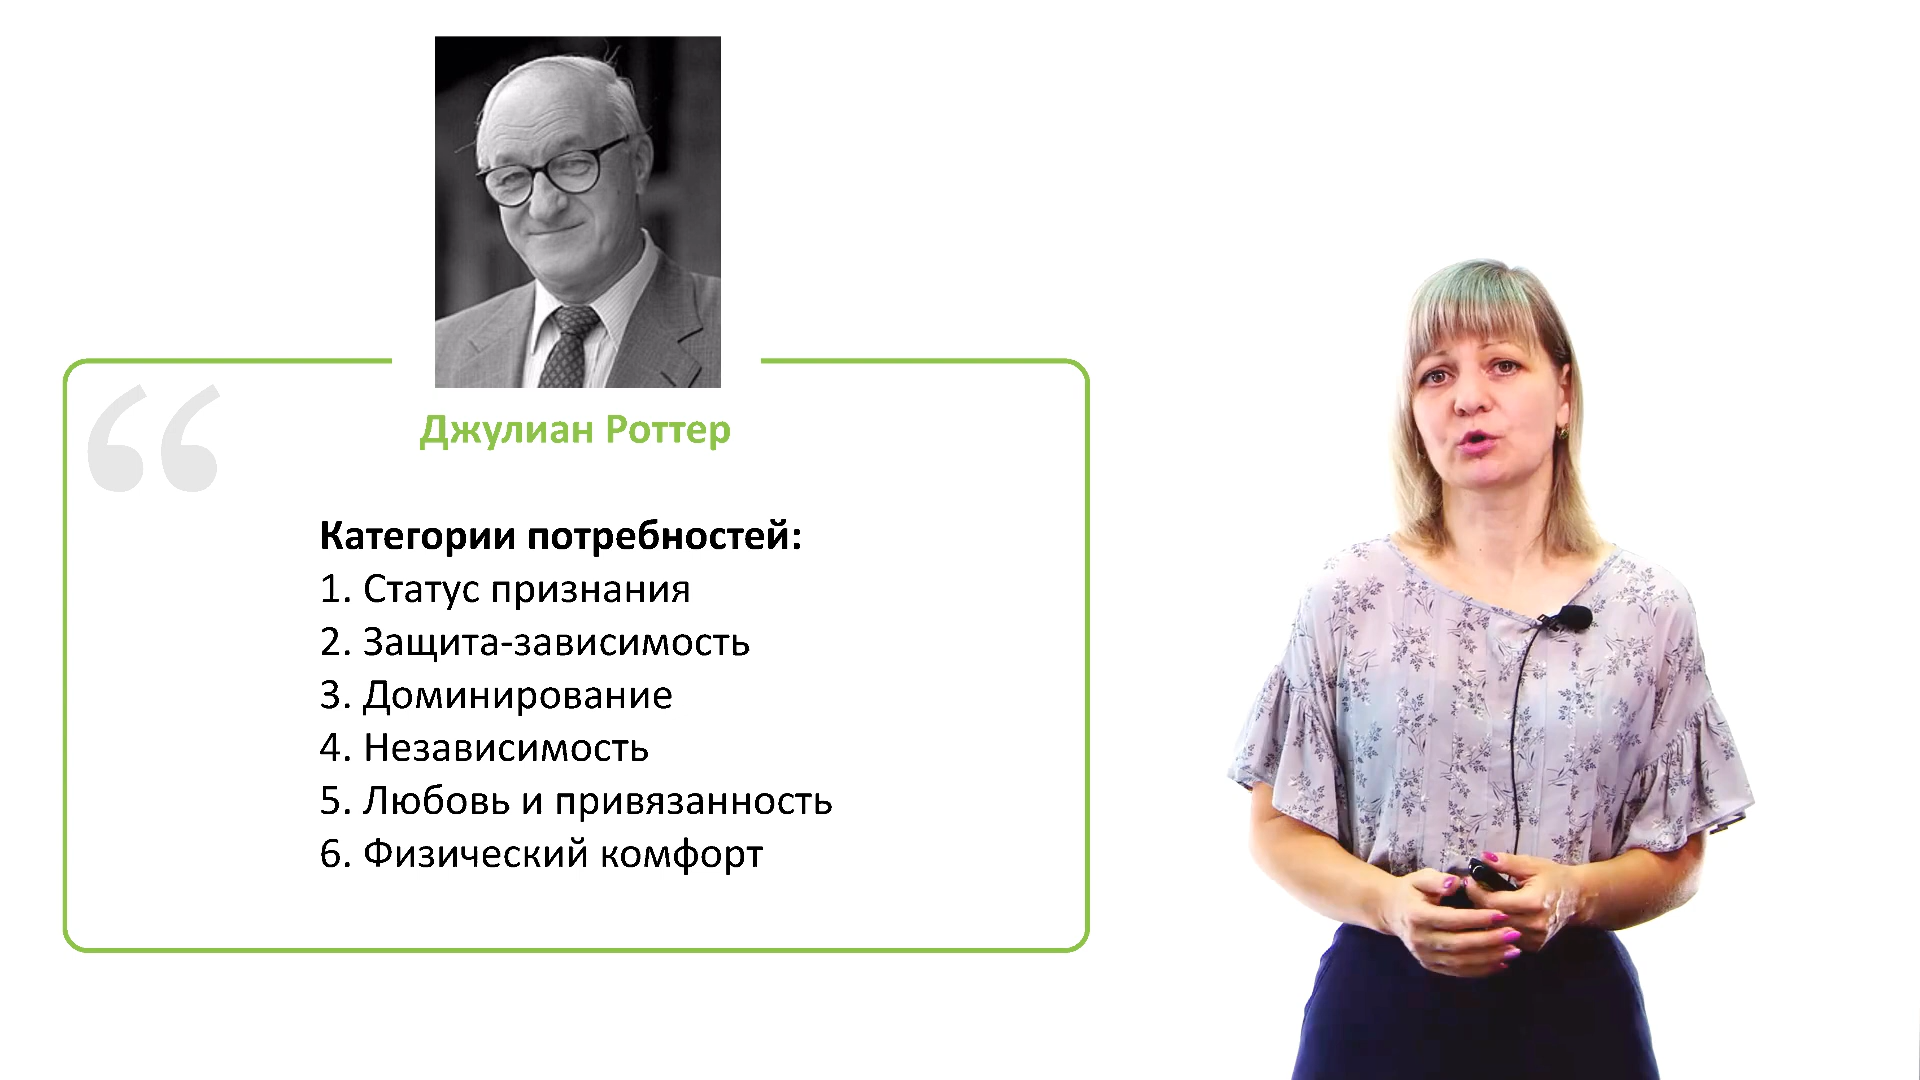 Джулиан Роттер
Категории потребностей:
1. Статус признания
2. Защита-зависимость
3. Доминирование
4. Независимость
5. Любовь и привязанность
6. Физический комфорт